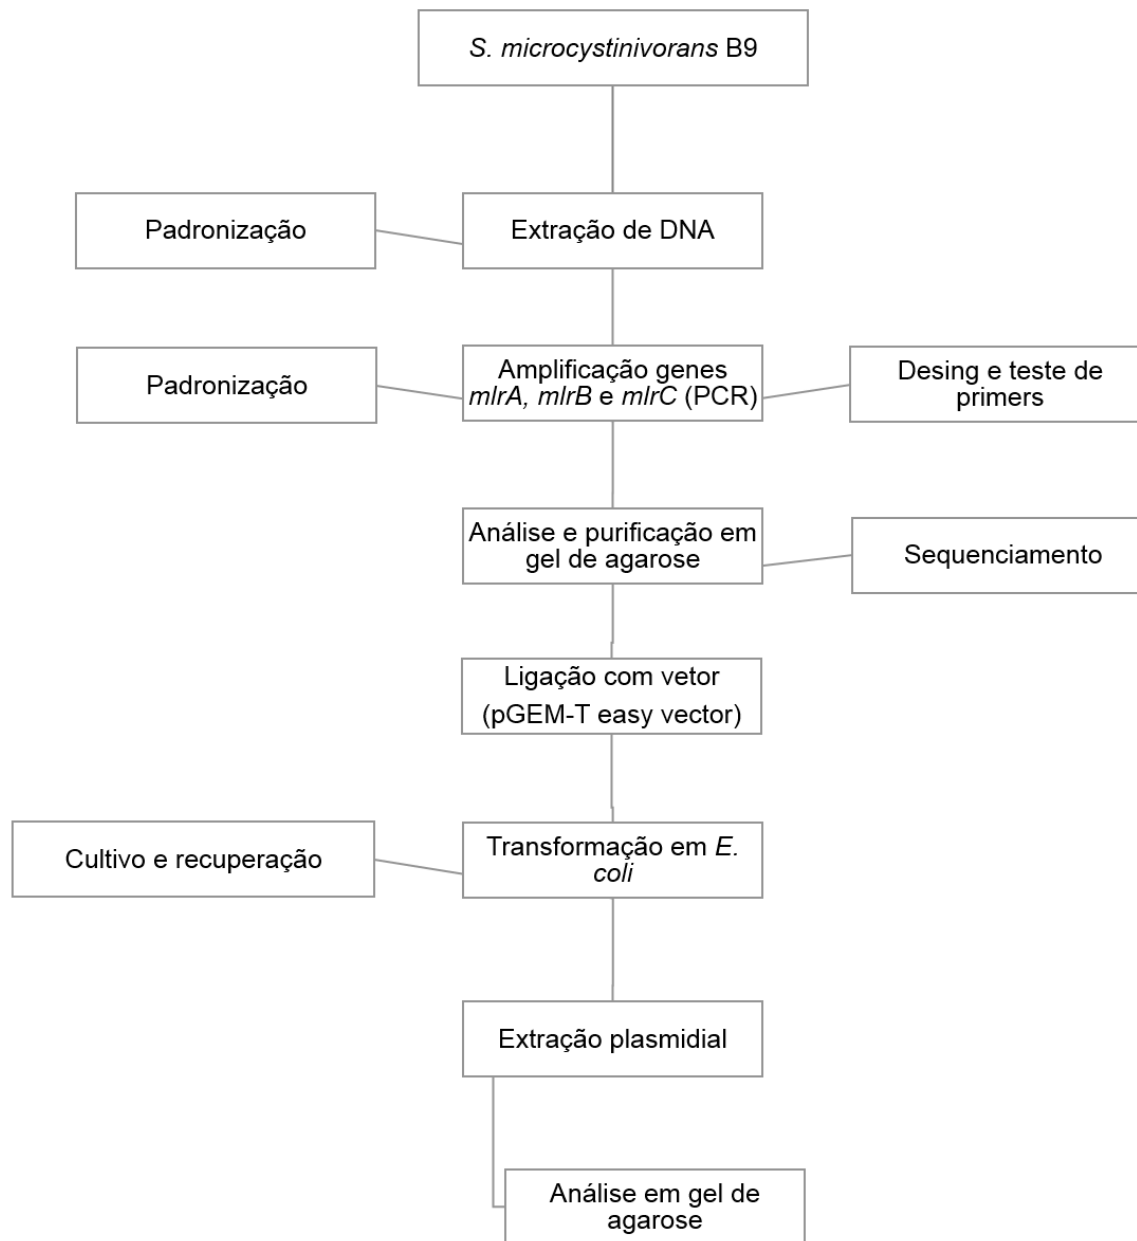 S. microcystinivorans B9
Padronização
Extração de DNA
Padronização
Amplificação genes
mlrA, mlrB e mlrC (PCR)
Desing e teste de
primers
Análise e purificação em
gel de agarose
Sequenciamento
Ligação com vetor
(pGEM-T easy vector)
Cultivo e recuperação
Transformação em E.
coli
Extração plasmidial
Análise em gel de
agarose